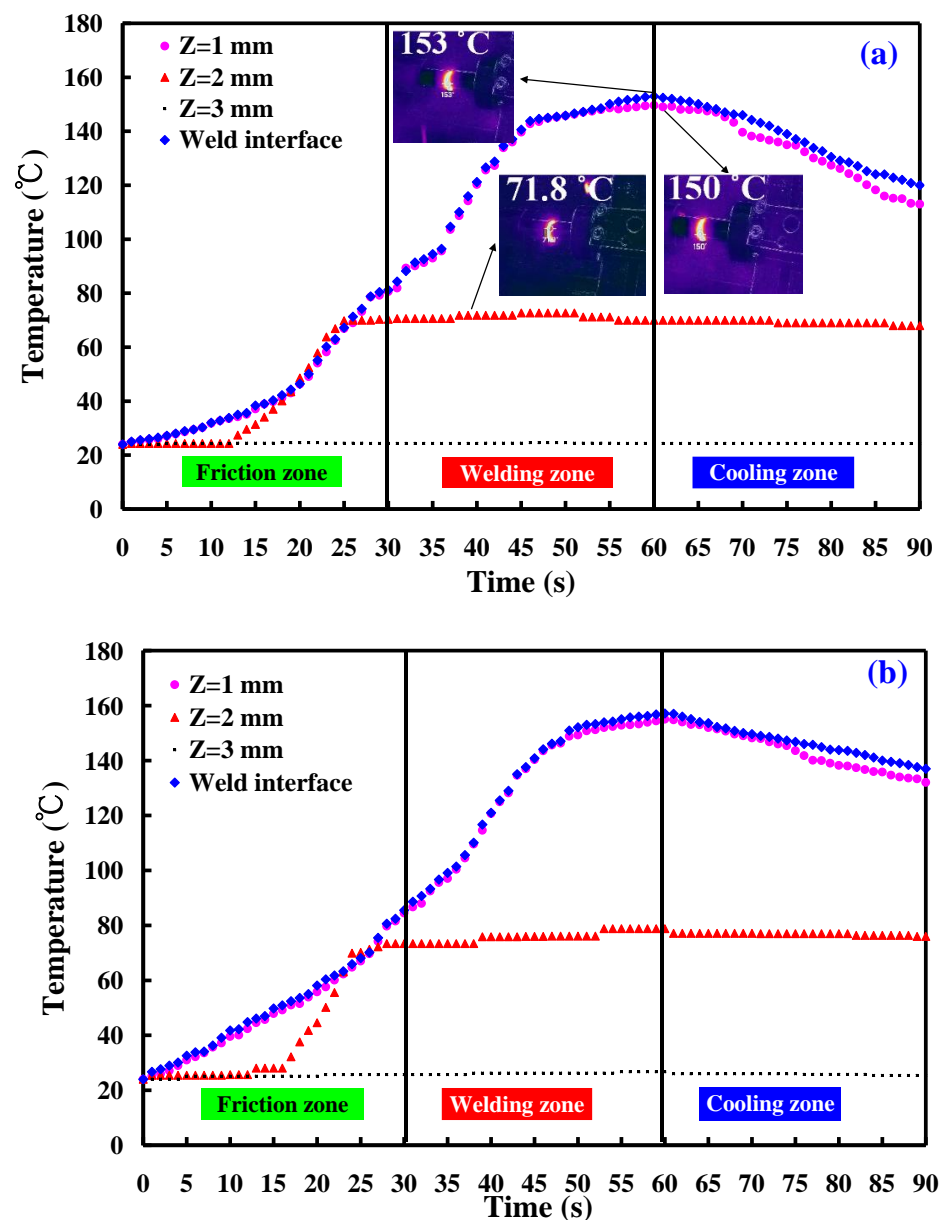 180
160
140
120
100
80
60
40
20
0
Temperature (℃)
Z=1 mm
Z=2 mm
Z=3 mm
Weld interface
(a)
153 ˚C
153°
71.8 ˚C
150 ˚C
150°
Friction zone
Welding zone
Cooling zone
0 5 10 15 20 25 30 35 40 45 50 55 60 65 70 75 80 85 90
Time (s)
180
160
140
120
100
80
60
40
20
0
Temperature (℃)
Z=1 mm
Z=2 mm
Z=3 mm
Weld interface
(b)
Friction zone
Welding zone
Cooling zone
0 5 10 15 20 25 30 35 40 45 50 55 60 65 70 75 80 85 90
Time (s)